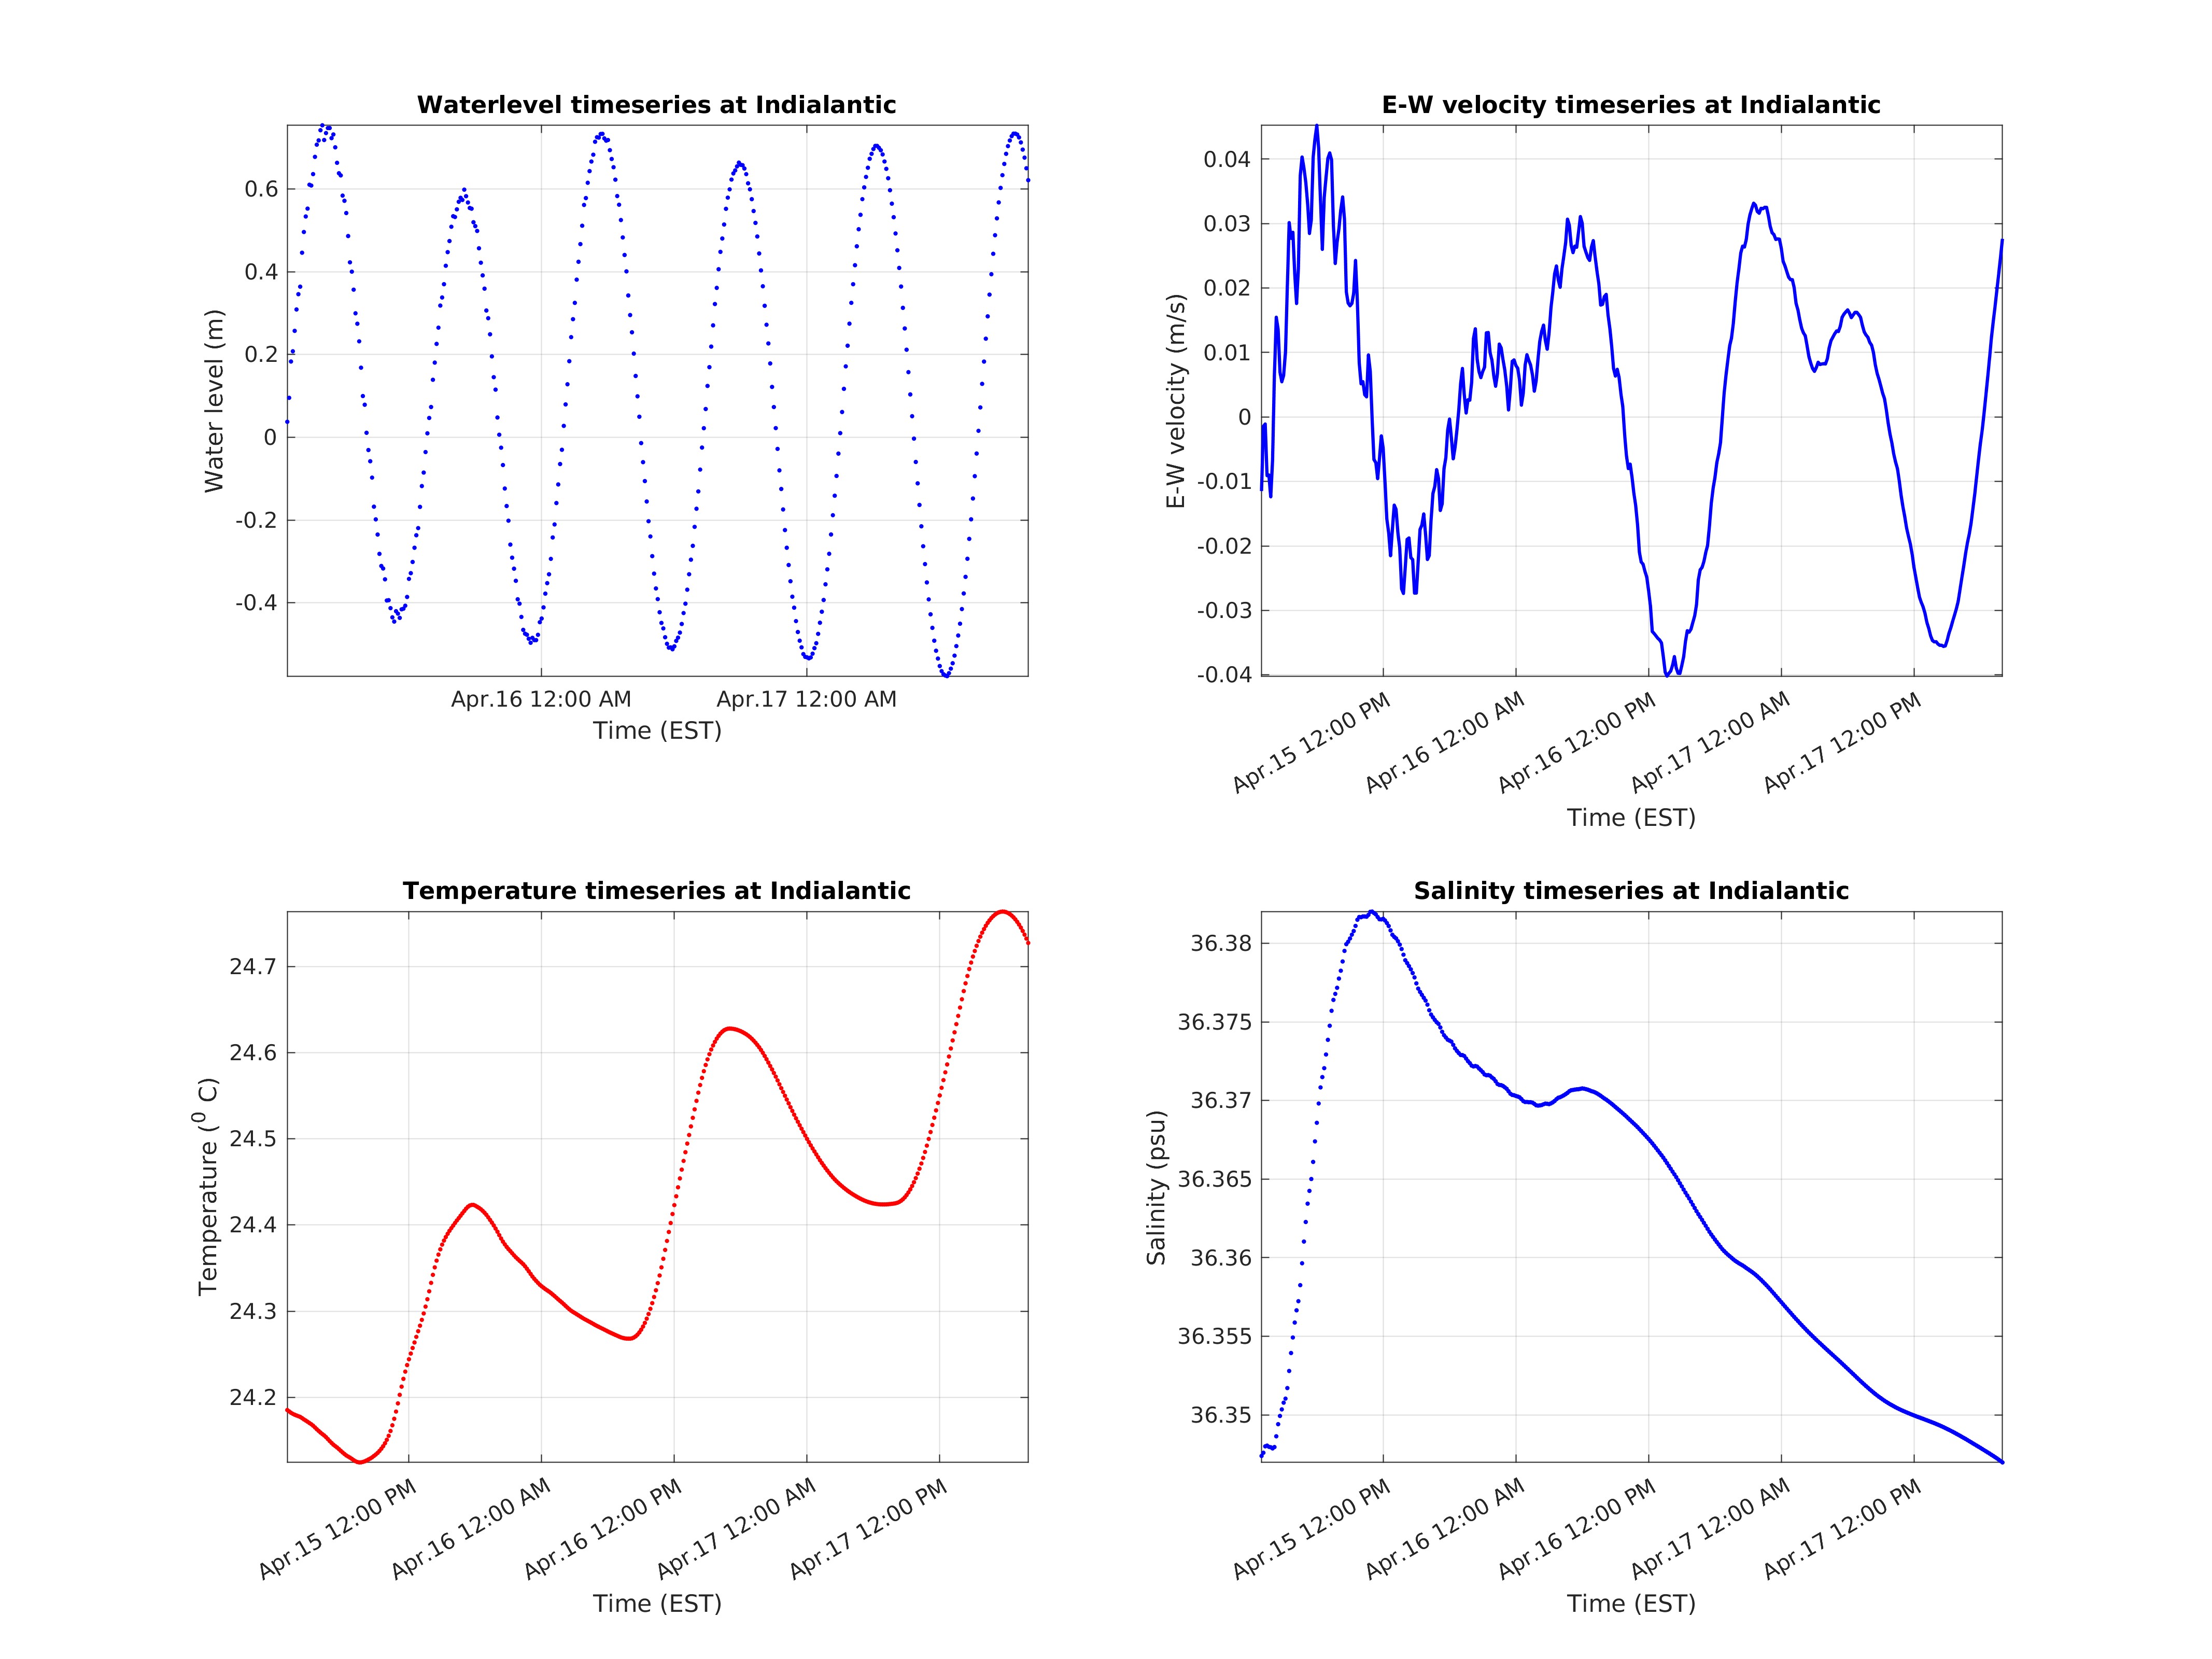 Waterlevel timeseries at Indialantic
Water level (m)
0.6
0.4
0.2
0
-0.2
-0.4
Apr.16 12:00 AM
Apr.17 12:00 AM
Time (EST)
E-W velocity timeseries at Indialantic
E-W velocity (m/s)
0.04
0.03
0.02
0.01
0
-0.01
-0.02
-0.03
-0.04
Apr.15 12:00 PM
Apr.16 12:00 AM
Apr.16 12:00 PM
Apr.17 12:00 AM
Apr.17 12:00 PM
Time (EST)
Temperature timeseries at Indialantic
Temperature (⁰ C)
24.7
24.6
24.5
24.4
24.3
24.2
Apr.15 12:00 PM
Apr.16 12:00 AM
Apr.16 12:00 PM
Apr.17 12:00 AM
Apr.17 12:00 PM
Time (EST)
Salinity timeseries at Indialantic
Salinity (psu)
36.38
36.375
36.37
36.365
36.36
36.355
36.35
Apr.15 12:00 PM
Apr.16 12:00 AM
Apr.16 12:00 PM
Apr.17 12:00 AM
Apr.17 12:00 PM
Time (EST)